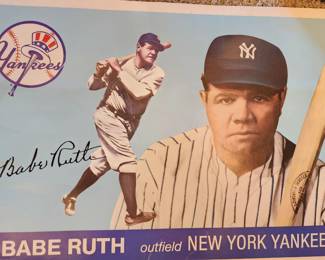 Yankees
NY
Babe Ruth
BABE RUTH outfield NEW YORK YANKEE